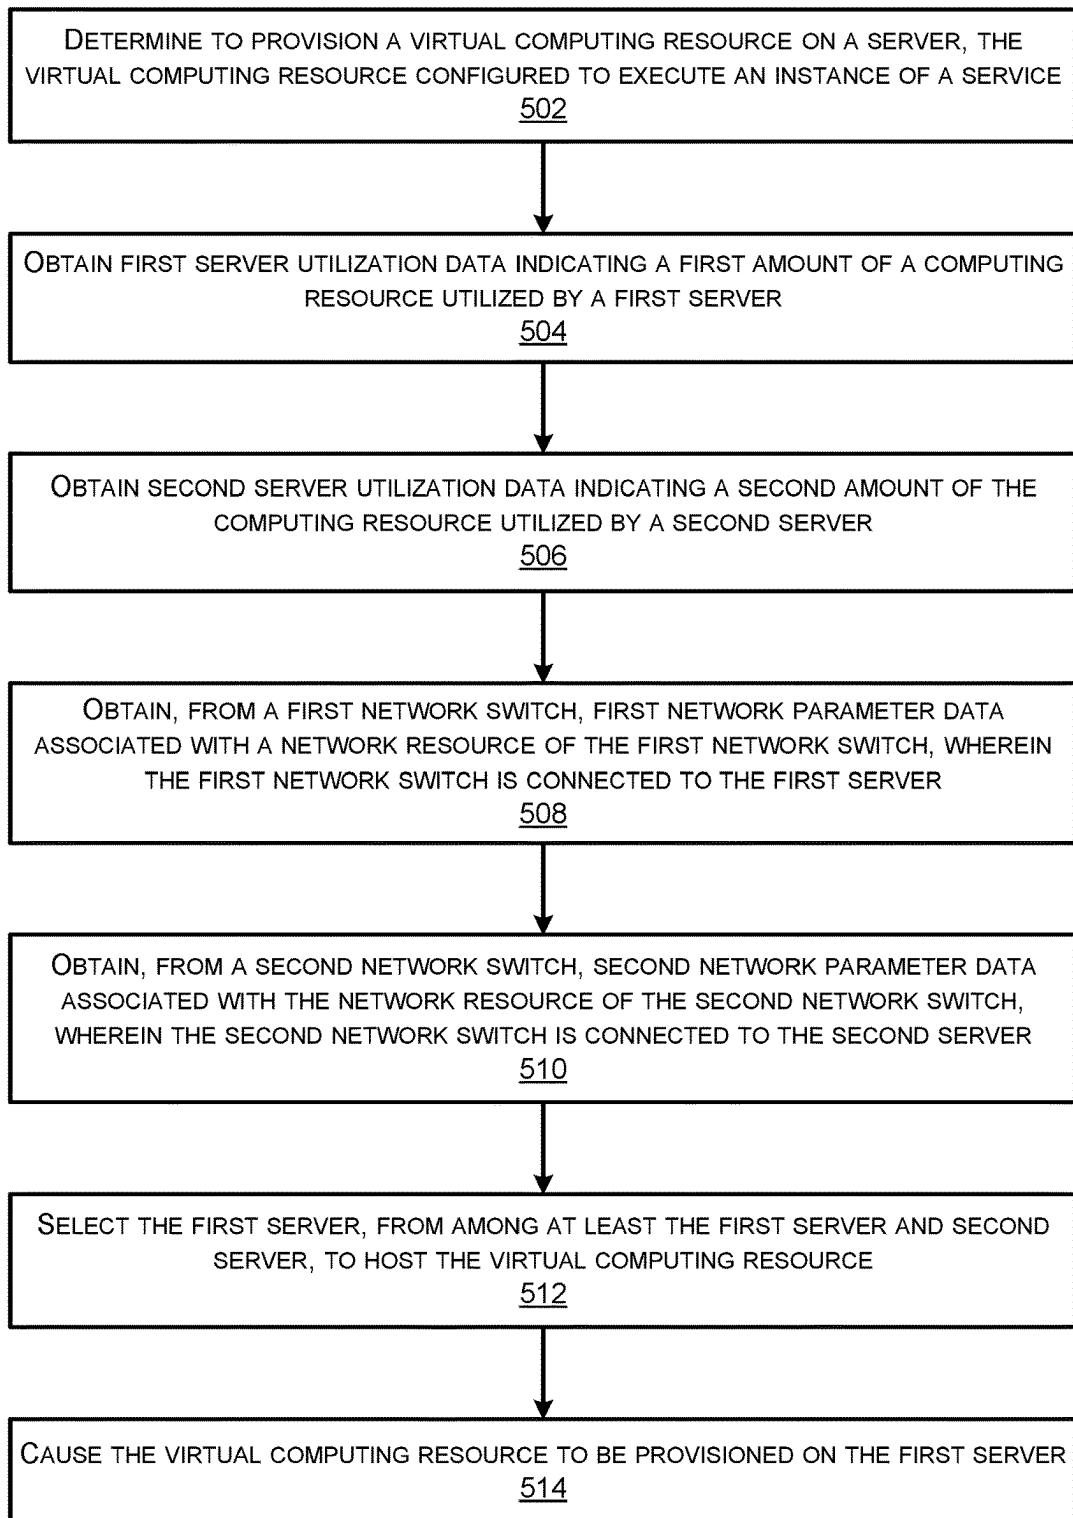 DETERMINE TO PROVISION A VIRTUAL COMPUTING RESOURCE ON A SERVER, THE
VIRTUAL COMPUTING RESOURCE CONFIGURED TO EXECUTE AN INSTANCE OF A SERVICE
502
OBTAIN FIRST SERVER UTILIZATION DATA INDICATING A FIRST AMOUNT OF A COMPUTING
RESOURCE UTILIZED BY A FIRST SERVER
504
OBTAIN SECOND SERVER UTILIZATION DATA INDICATING A SECOND AMOUNT OF THE
COMPUTING RESOURCE UTILIZED BY A SECOND SERVER
506
OBTAIN, FROM A FIRST NETWORK SWITCH, FIRST NETWORK PARAMETER DATA
ASSOCIATED WITH A NETWORK RESOURCE OF THE FIRST NETWORK SWITCH, WHEREIN
THE FIRST NETWORK SWITCH IS CONNECTED TO THE FIRST SERVER
508
OBTAIN, FROM A SECOND NETWORK SWITCH, SECOND NETWORK PARAMETER DATA
ASSOCIATED WITH THE NETWORK RESOURCE OF THE SECOND NETWORK SWITCH,
WHEREIN THE SECOND NETWORK SWITCH IS CONNECTED TO THE SECOND SERVER
510
SELECT THE FIRST SERVER, FROM AMONG AT LEAST THE FIRST SERVER AND SECOND
SERVER, TO HOST THE VIRTUAL COMPUTING RESOURCE
512
CAUSE THE VIRTUAL COMPUTING RESOURCE TO BE PROVISIONED ON THE FIRST SERVER
514